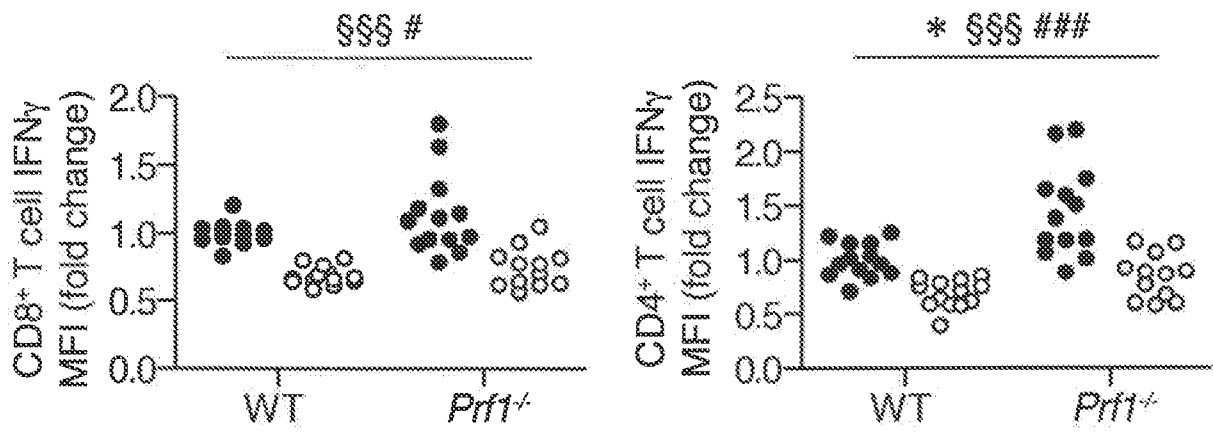 §§§ #
CD8+ T cell IFNγ
MFI (fold change)
2.0
1.5
1.0
0.5
0.0
WT
Prf1-/-
* §§§ ###
CD4+ T cell IFNγ
MFI (fold change)
2.5
2.0
1.5
1.0
0.5
0.0
WT
Prf1-/-